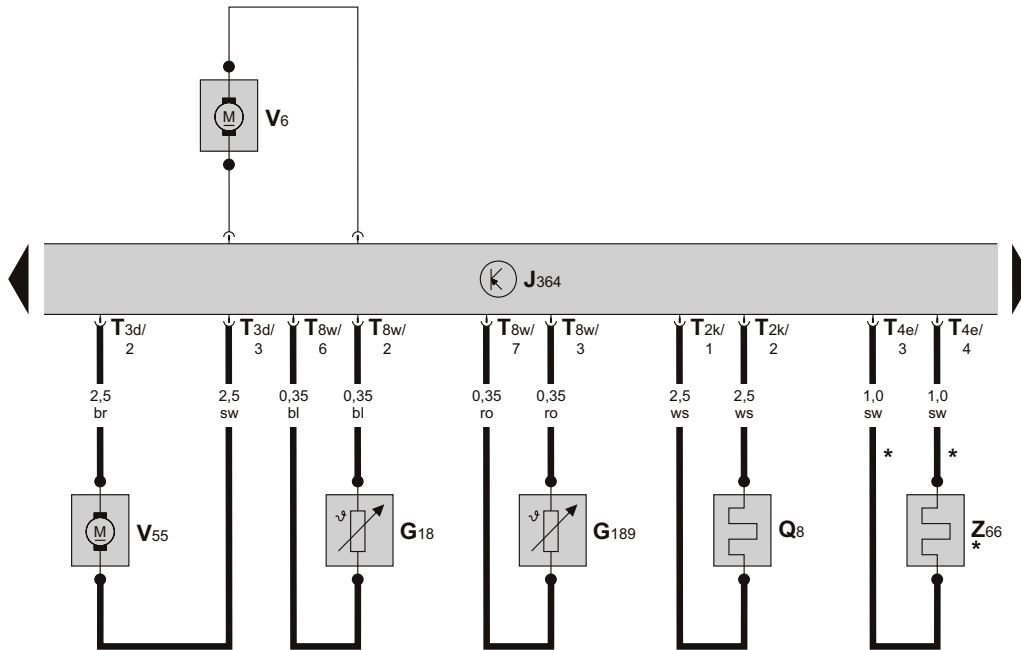 M V6
J364
T3d/ T3d/ T8w/ T8w/ T8w/ T8w/ T2k/ T2k/ T4e/ T4e/
2 3 6 2 7 3 1 2 3 4
2,5 2,5 0,35 0,35 0,35 0,35 2,5 2,5 1,0 1,0
br sw bl bl ro ro ws ws sw sw
* *
M V55 ϑ G18 ϑ G189 Q8 Z66
*